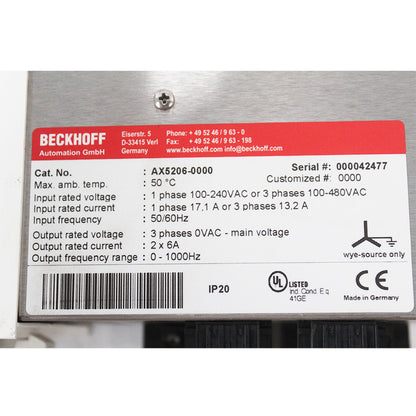 BECKHOFF
Automation GmbH
Eiserstr. 5
D-33415 Verl
Germany
Phone: + 49 52 46 / 9 63 - 0
Fax: + 49 52 46 / 9 63 - 198
www.beckhoff.com / info@beckhoff.com
Cat. No. : AX5206-0000 Serial #: 000042477
Max. amb. temp. : 50 °C Customized #: 0000
Input rated voltage : 1 phase 100-240VAC or 3 phases 100-480VAC
Input rated current : 1 phase 17,1 A or 3 phases 13,2 A
Input frequency : 50/60Hz
Output rated voltage : 3 phases 0VAC - main voltage
Output rated current : 2 x 6A
Output frequency range : 0 - 1000Hz
wye-source only
IP20
UL LISTED
Ind. Cond. Eq.
41GE
CE
Made in Germany